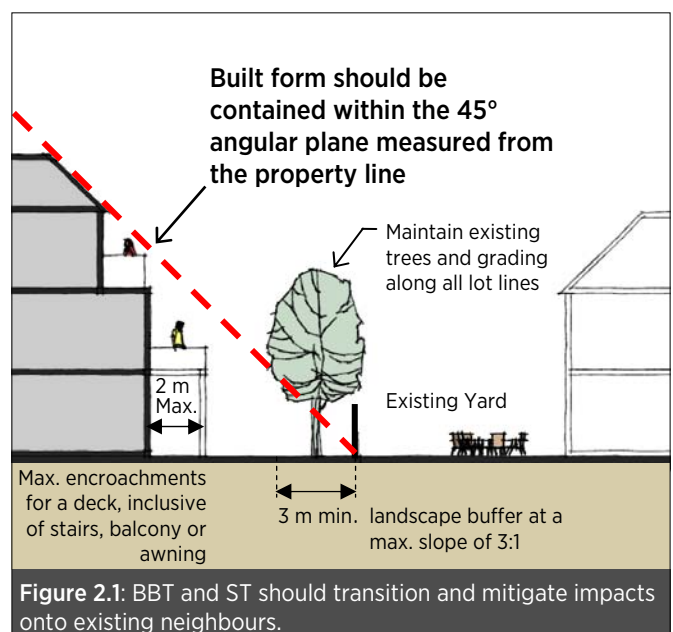 Built form should be
contained within the 45°
angular plane measured from
the property line
Maintain existing
trees and grading
along all lot lines
2 m
Max.
Existing Yard
Max. encroachments
for a deck, inclusive
of stairs, balcony or
awning
3 m min. landscape buffer at a
max. slope of 3:1
Figure 2.1: BBT and ST should transition and mitigate impacts
onto existing neighbours.